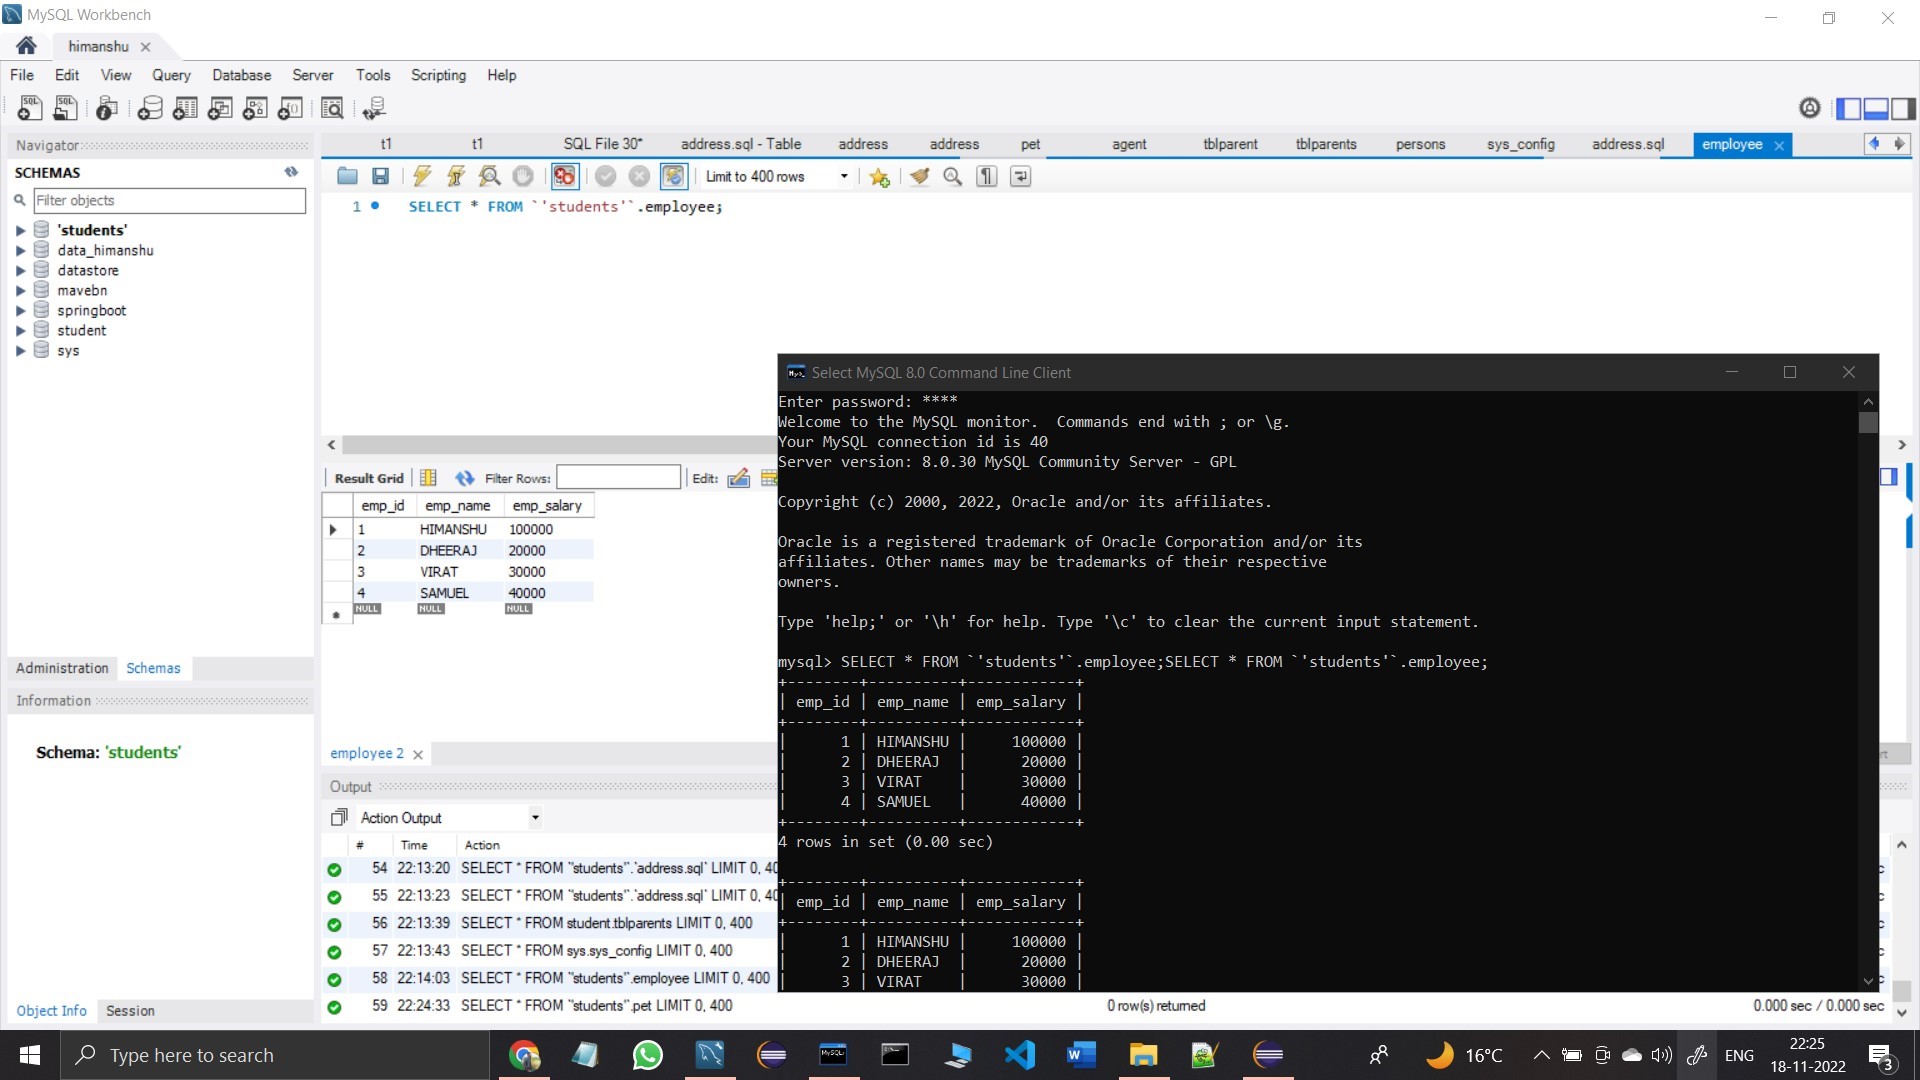 MySQL Workbench
himanshu
File Edit View Query Database Server Tools Scripting Help
Navigator
SCHEMAS
Filter objects
'students'
data_himanshu
datastore
mavebn
springboot
student
sys
Administration Schemas
Information
Schema: 'students'
Object Info Session
t1 t1 SQL File 30* address.sql - Table address address pet agent tblparent tblparents persons sys_config address.sql employee
Limit to 400 rows
1 SELECT * FROM `'students'`.employee;
Result Grid Filter Rows: Edit:
emp_id emp_name emp_salary
1 HIMANSHU 100000
2 DHEERAJ 20000
3 VIRAT 30000
4 SAMUEL 40000
NULL NULL NULL
employee 2
Output
Action Output
# Time Action
54 22:13:20 SELECT * FROM `'students'`.`address.sql` LIMIT 0, 40
55 22:13:23 SELECT * FROM `'students'`.`address.sql` LIMIT 0, 40
56 22:13:39 SELECT * FROM student.tblparents LIMIT 0, 400
57 22:13:43 SELECT * FROM sys.sys_config LIMIT 0, 400
58 22:14:03 SELECT * FROM `'students'`.employee LIMIT 0, 400
59 22:24:33 SELECT * FROM `'students'`.pet LIMIT 0, 400 0 row(s) returned 0.000 sec / 0.000 sec
Select MySQL 8.0 Command Line Client
Enter password: ****
Welcome to the MySQL monitor.  Commands end with ; or \g.
Your MySQL connection id is 40
Server version: 8.0.30 MySQL Community Server - GPL
Copyright (c) 2000, 2022, Oracle and/or its affiliates.
Oracle is a registered trademark of Oracle Corporation and/or its
affiliates. Other names may be trademarks of their respective
owners.
Type 'help;' or '\h' for help. Type '\c' to clear the current input statement.
mysql> SELECT * FROM `'students'`.employee;SELECT * FROM `'students'`.employee;
+--------+----------+------------+
| emp_id | emp_name | emp_salary |
+--------+----------+------------+
|      1 | HIMANSHU |     100000 |
|      2 | DHEERAJ  |      20000 |
|      3 | VIRAT    |      30000 |
|      4 | SAMUEL   |      40000 |
+--------+----------+------------+
4 rows in set (0.00 sec)
+--------+----------+------------+
| emp_id | emp_name | emp_salary |
+--------+----------+------------+
|      1 | HIMANSHU |     100000 |
|      2 | DHEERAJ  |      20000 |
|      3 | VIRAT    |      30000 |
Type here to search
16°C ENG
22:25
18-11-2022
3